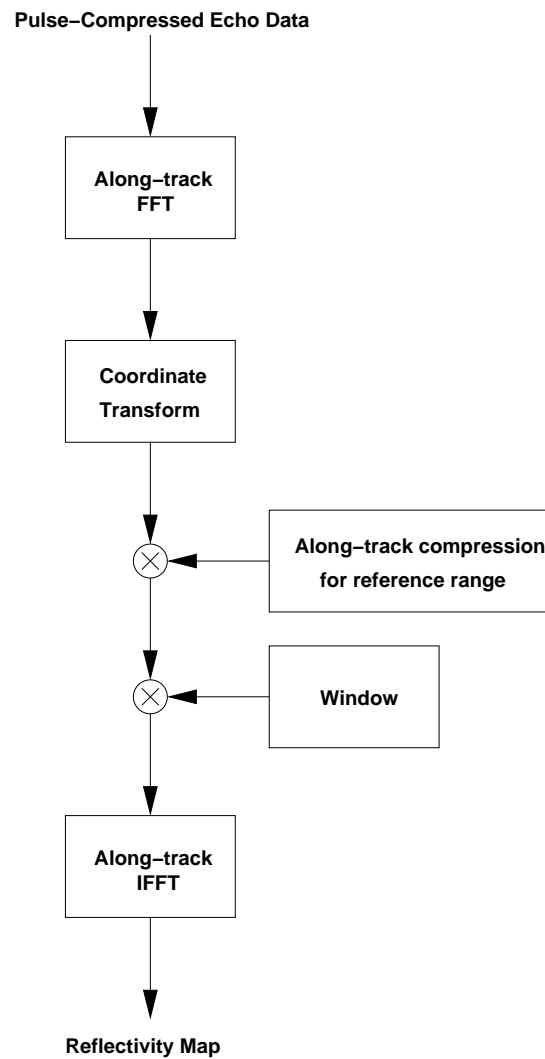 Pulse−Compressed Echo Data
Along−track
FFT
Coordinate
Transform
Along−track compression
for reference range
Window
Along−track
IFFT
Reflectivity Map